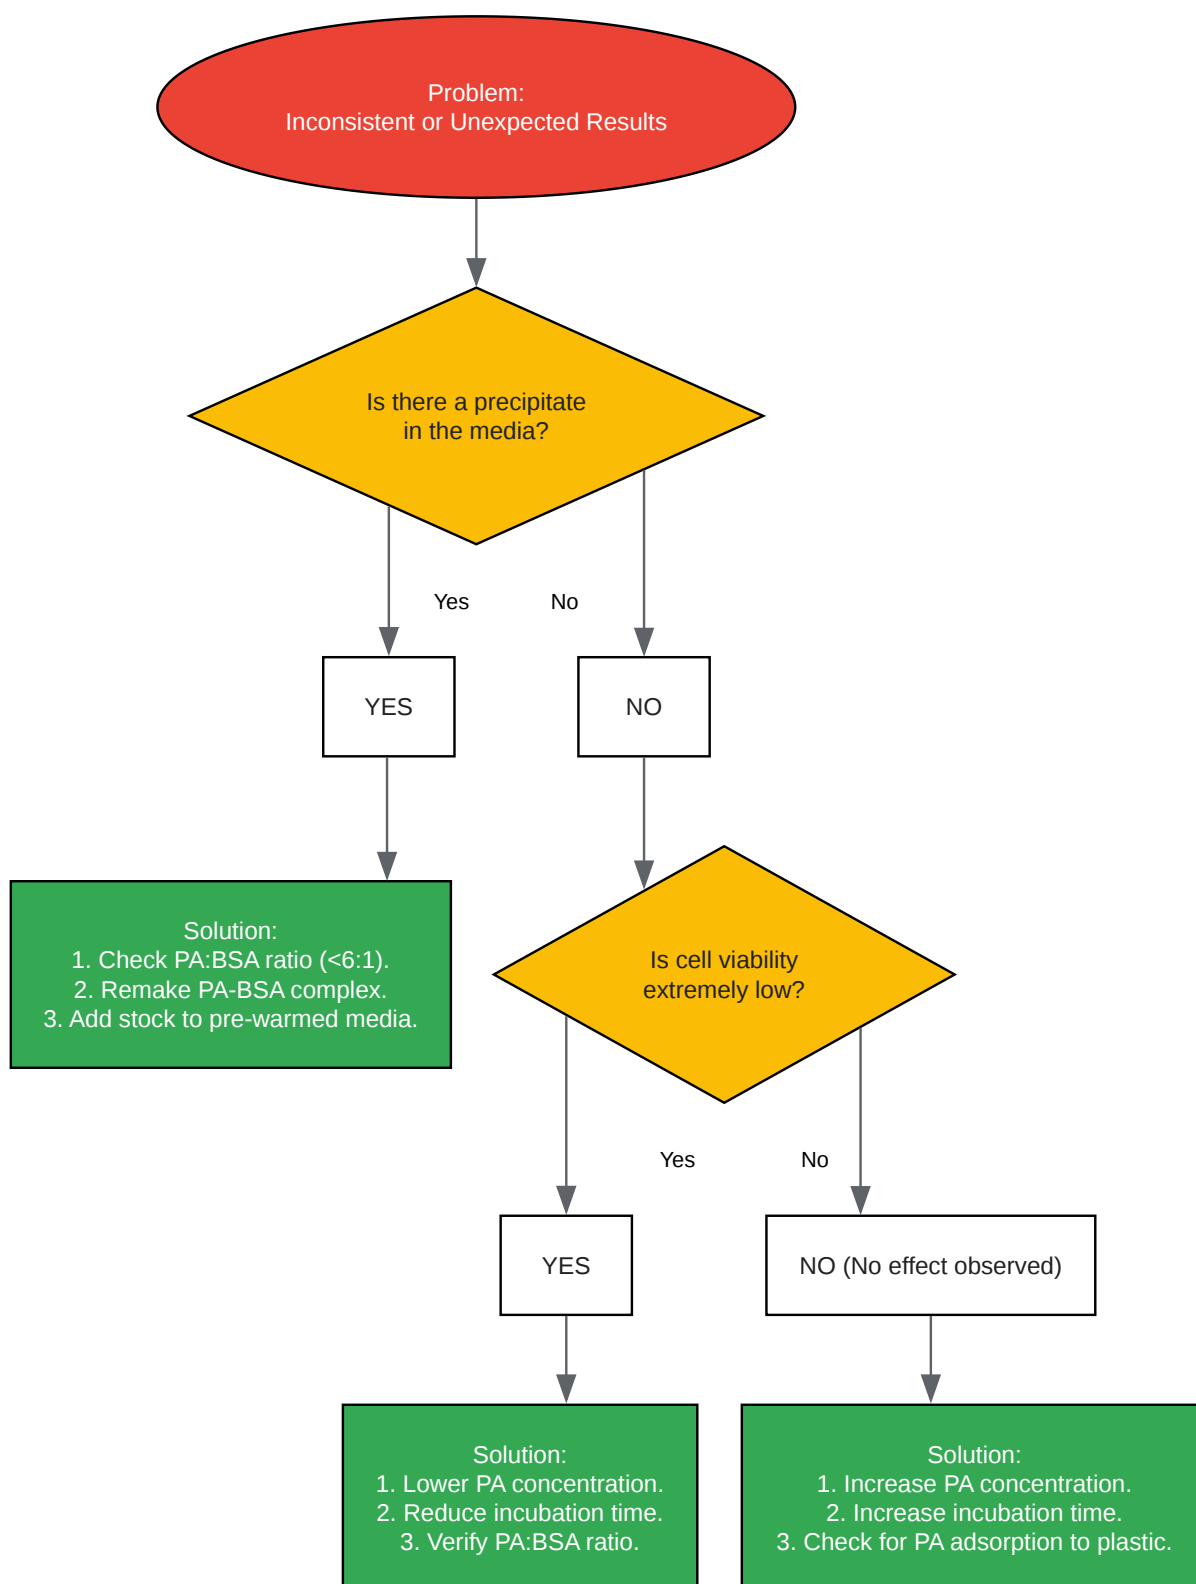 Problem:
Inconsistent or Unexpected Results
Is there a precipitate
in the media?
Yes
No
YES
NO
Solution:
1. Check PA:BSA ratio (<6:1).
2. Remake PA-BSA complex.
3. Add stock to pre-warmed media.
Is cell viability
extremely low?
Yes
No
YES
NO (No effect observed)
Solution:
1. Lower PA concentration.
2. Reduce incubation time.
3. Verify PA:BSA ratio.
Solution:
1. Increase PA concentration.
2. Increase incubation time.
3. Check for PA adsorption to plastic.